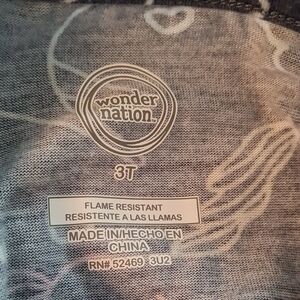 wonder
nation
3T
FLAME RESISTANT
RESISTENTE A LAS LLAMAS
MADE IN/HECHO EN
CHINA
RN# 52469 3U2